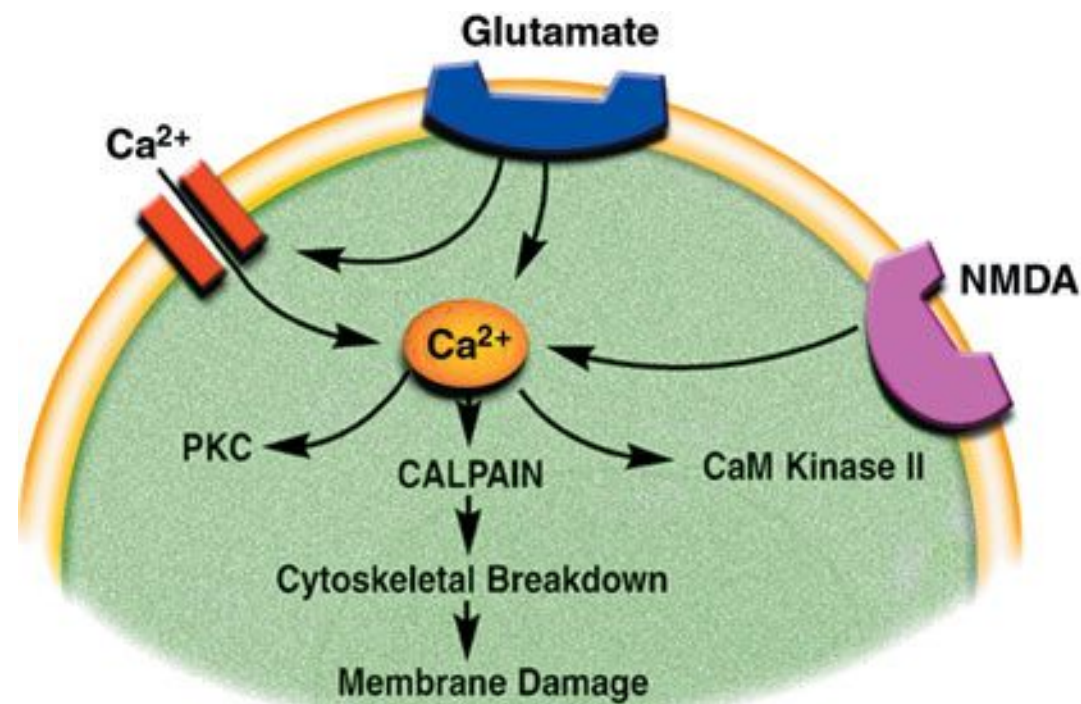 Glutamate
Ca²⁺
NMDA
Ca²⁺
PKC
CALPAIN
CaM Kinase II
Cytoskeletal Breakdown
Membrane Damage